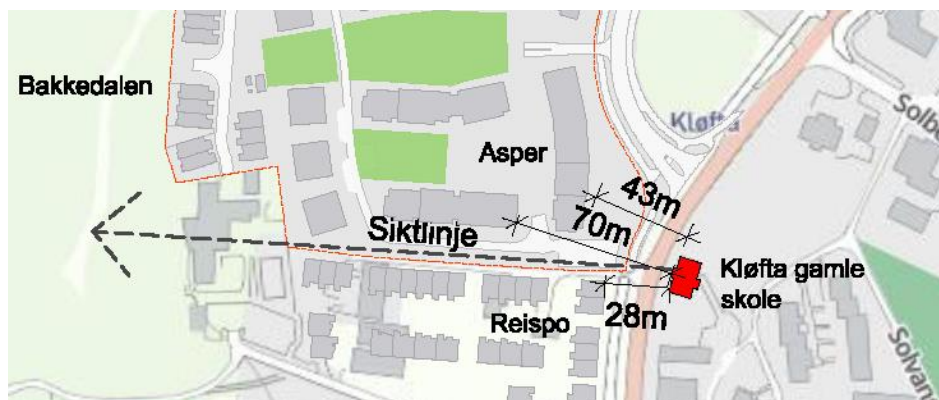 Bakkedalen
Kløfta
Solb
Asper
43m
70m
Siktlinje
Kløfta gamle
skole
28m
Reispo
Solvan